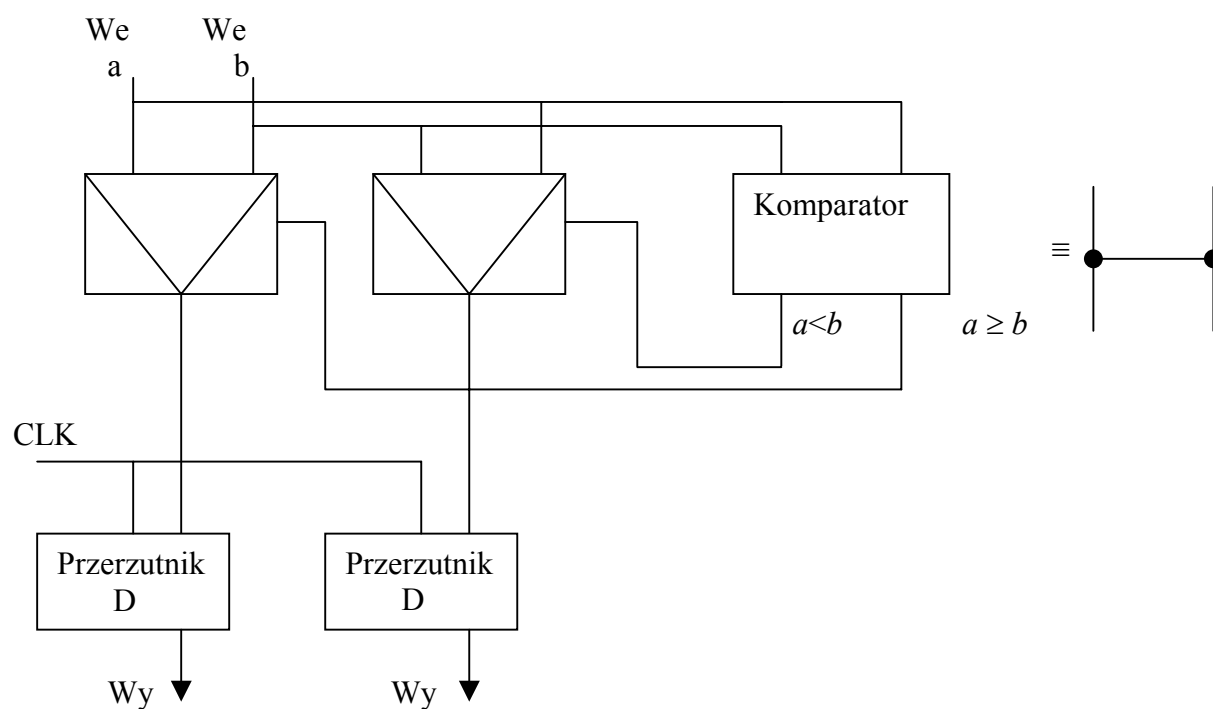 We
a
We
b
Komparator
≡
a<b
a ≥ b
CLK
Przerzutnik
D
Przerzutnik
D
Wy
Wy